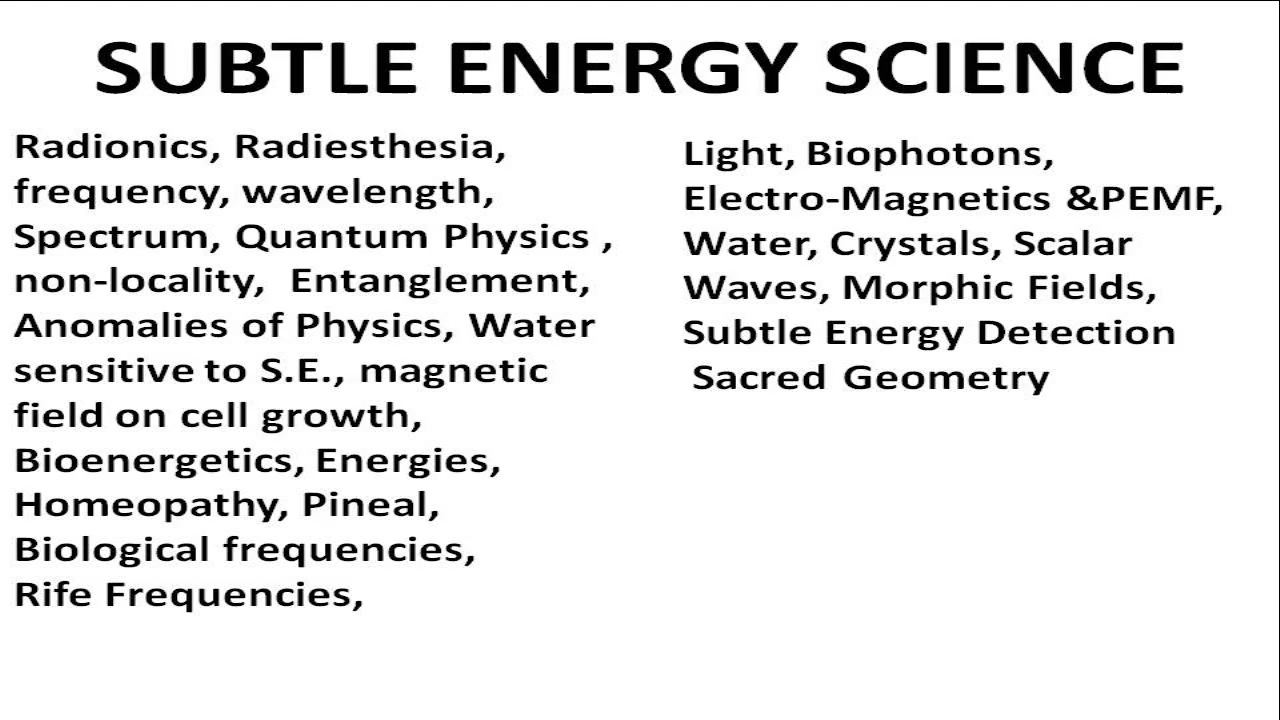 SUBTLE ENERGY SCIENCE
Radionics, Radiesthesia,
frequency, wavelength,
Spectrum, Quantum Physics ,
non-locality,  Entanglement,
Anomalies of Physics, Water
sensitive to S.E., magnetic
field on cell growth,
Bioenergetics, Energies,
Homeopathy, Pineal,
Biological frequencies,
Rife Frequencies,
Light, Biophotons,
Electro-Magnetics &PEMF,
Water, Crystals, Scalar
Waves, Morphic Fields,
Subtle Energy Detection
Sacred Geometry